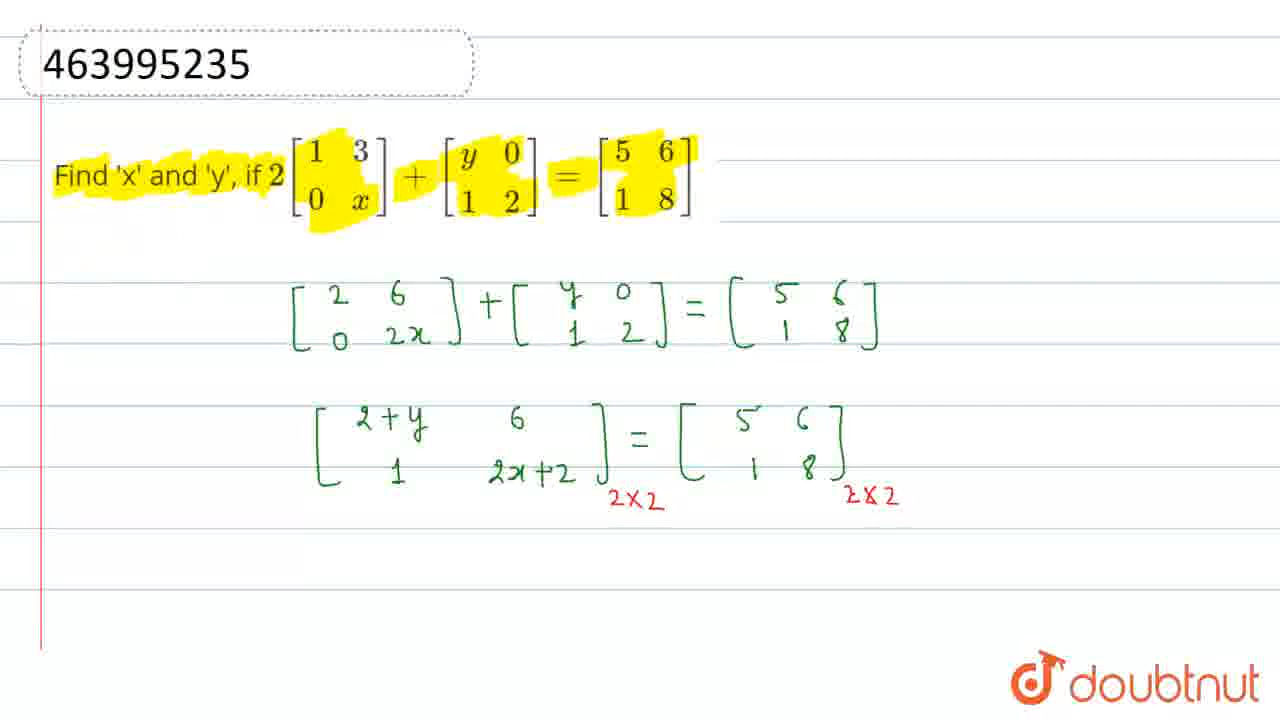 463995235
Find 'x' and 'y', if 2 [1 3; 0 x] + [y 0; 1 2] = [5 6; 1 8]
[2 6; 0 2x] + [y 0; 1 2] = [5 6; 1 8]
[2+y 6; 1 2x+2] 2×2 = [5 6; 1 8] 2×2
doubtnut